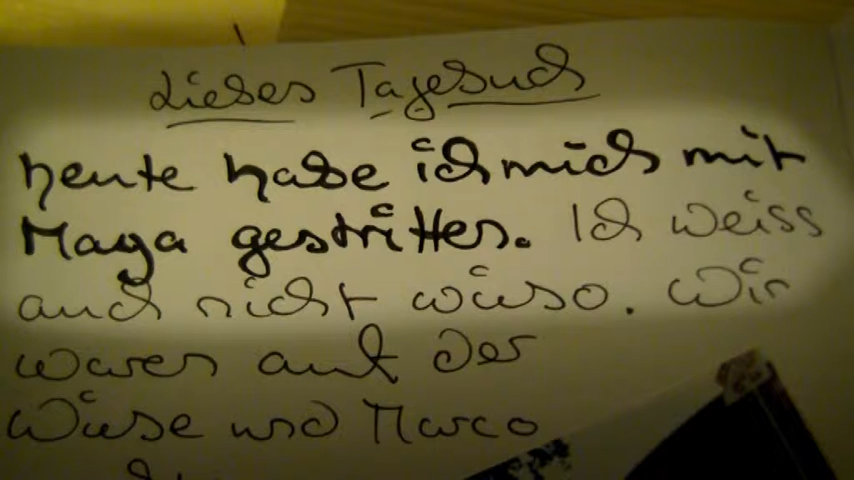 Liebes Tagebuch
heute habe ich mich mit
Maya gestritten. Ich weiss
auch nicht wieso. Wir
waren auf der
Wiese und Marco